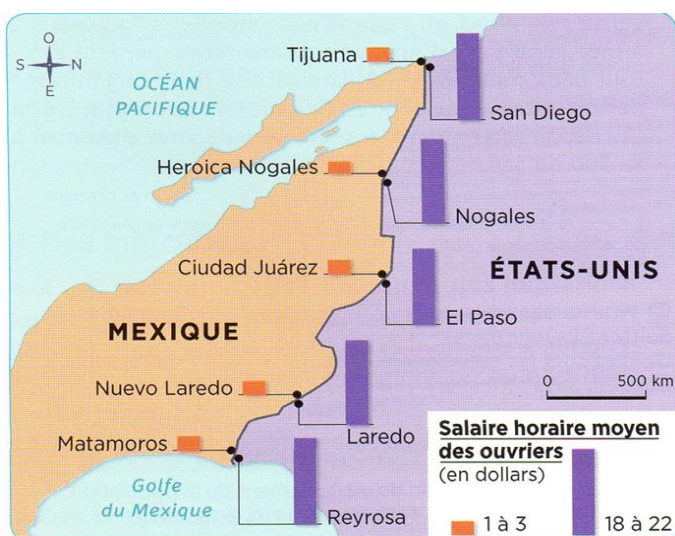 O
S N
E
Tijuana
OCÉAN
PACIFIQUE
San Diego
Heroica Nogales
Nogales
Ciudad Juárez
ÉTATS-UNIS
El Paso
MEXIQUE
Nuevo Laredo
0 500 km
Laredo
Matamoros
Golfe
du Mexique
Reyrosa
Salaire horaire moyen
des ouvriers
(en dollars)
1 à 3 18 à 22